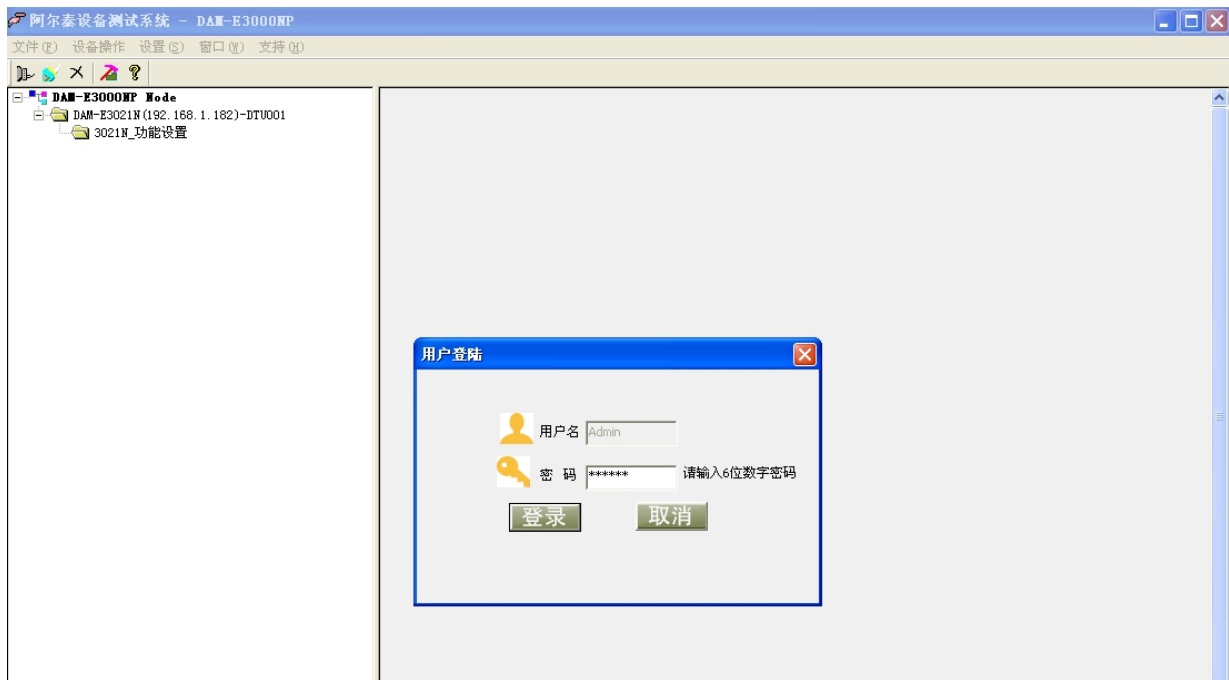 阿尔泰设备测试系统 - DAM-E3000NP
文件(F) 设备操作 设置(S) 窗口(W) 支持(H)
DAM-E3000NP Node
DAM-E3021N(192.168.1.182)-DTU001
3021N_功能设置
用户登陆
用户名 Admin
密 码 ****** 请输入6位数字密码
登录 取消